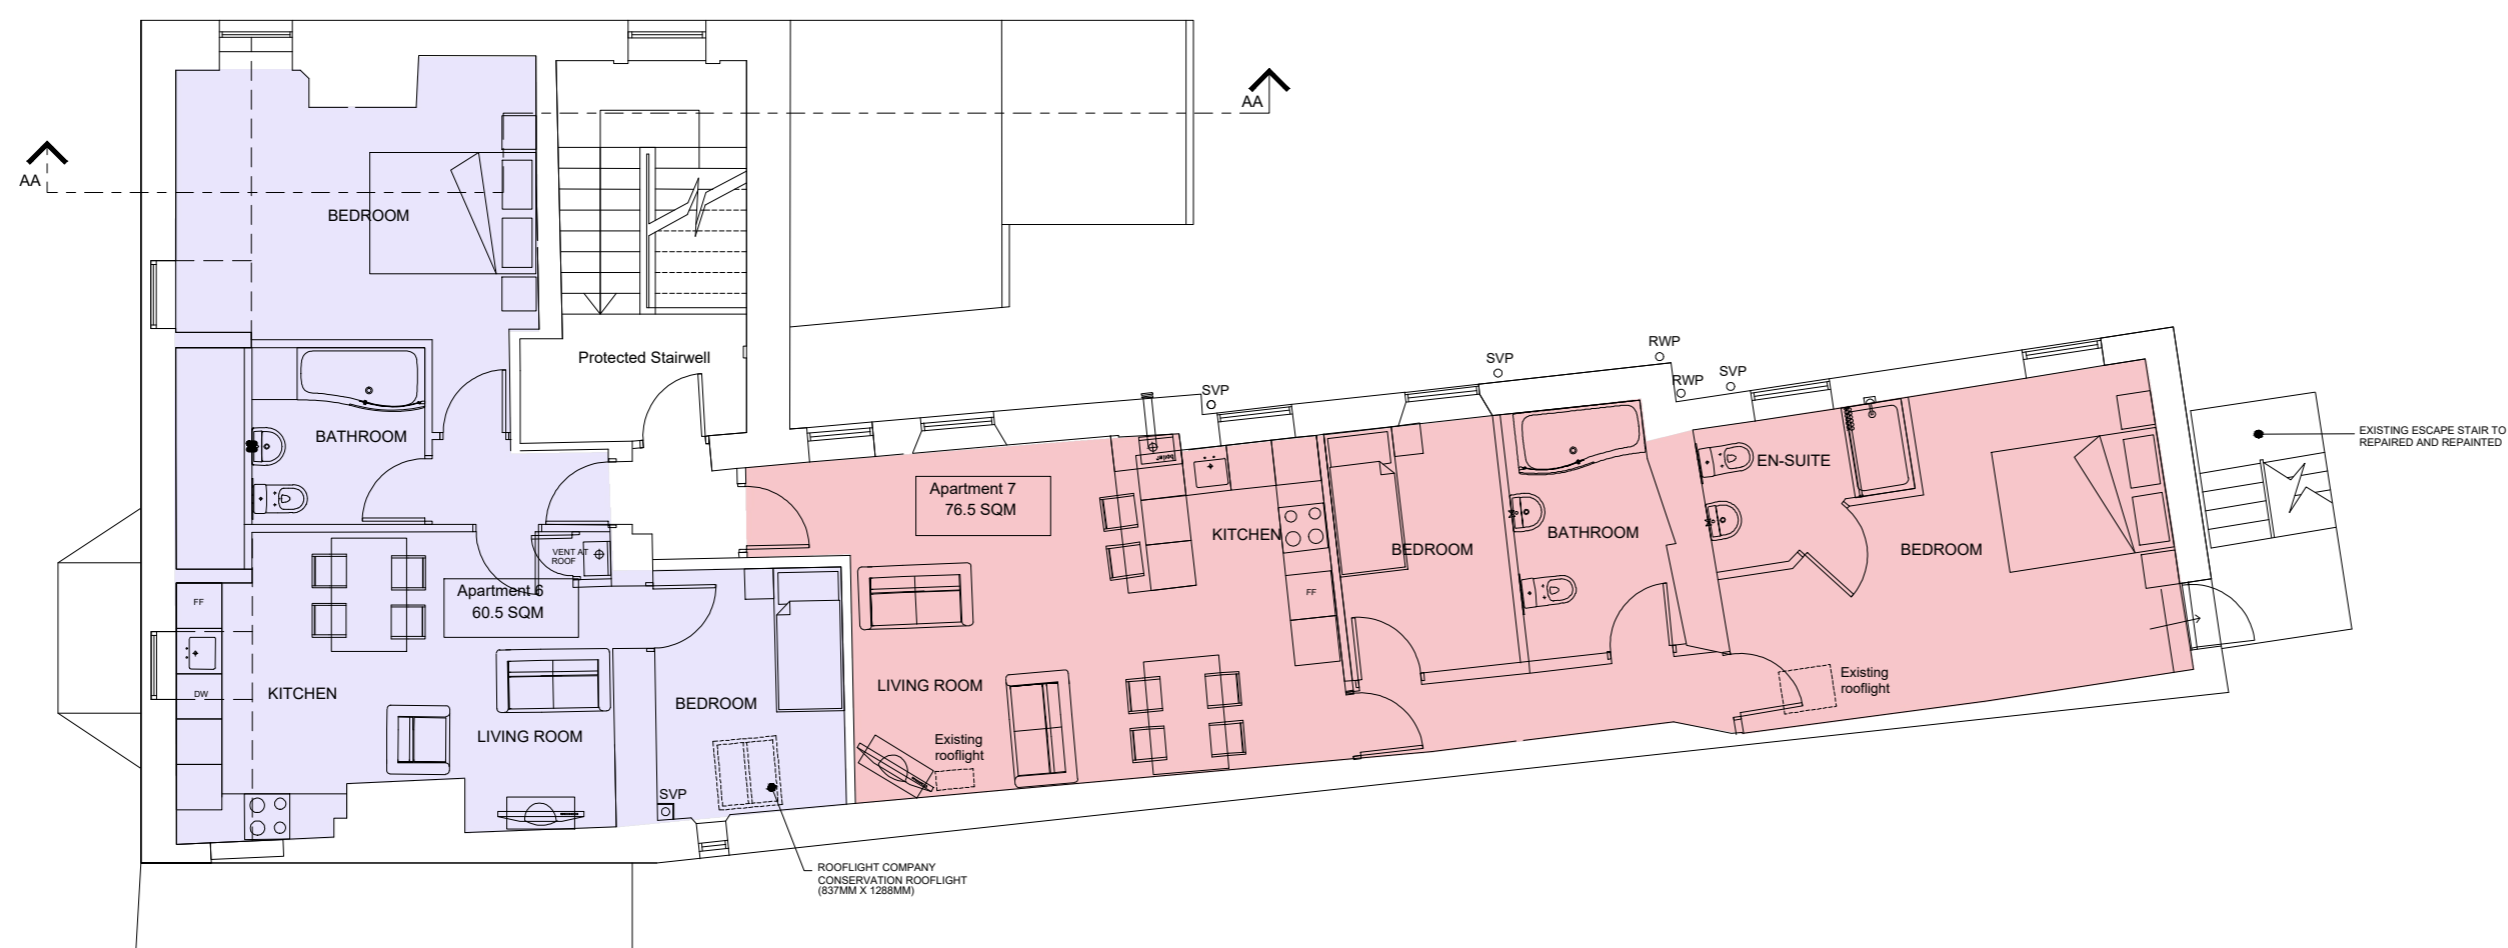 AA
AA
BEDROOM
Protected Stairwell
BATHROOM
VENT AT
ROOF
Apartment 6
60.5 SQM
FF
DW
KITCHEN
LIVING ROOM
BEDROOM
SVP
ROOFLIGHT COMPANY
CONSERVATION ROOFLIGHT
(837MM X 1288MM)
Apartment 7
76.5 SQM
LIVING ROOM
Existing
rooflight
boiler
KITCHEN
FF
SVP
BEDROOM
BATHROOM
SVP
RWP
RWP
SVP
EN-SUITE
BEDROOM
Existing
rooflight
EXISTING ESCAPE STAIR TO
REPAIRED AND REPAINTED